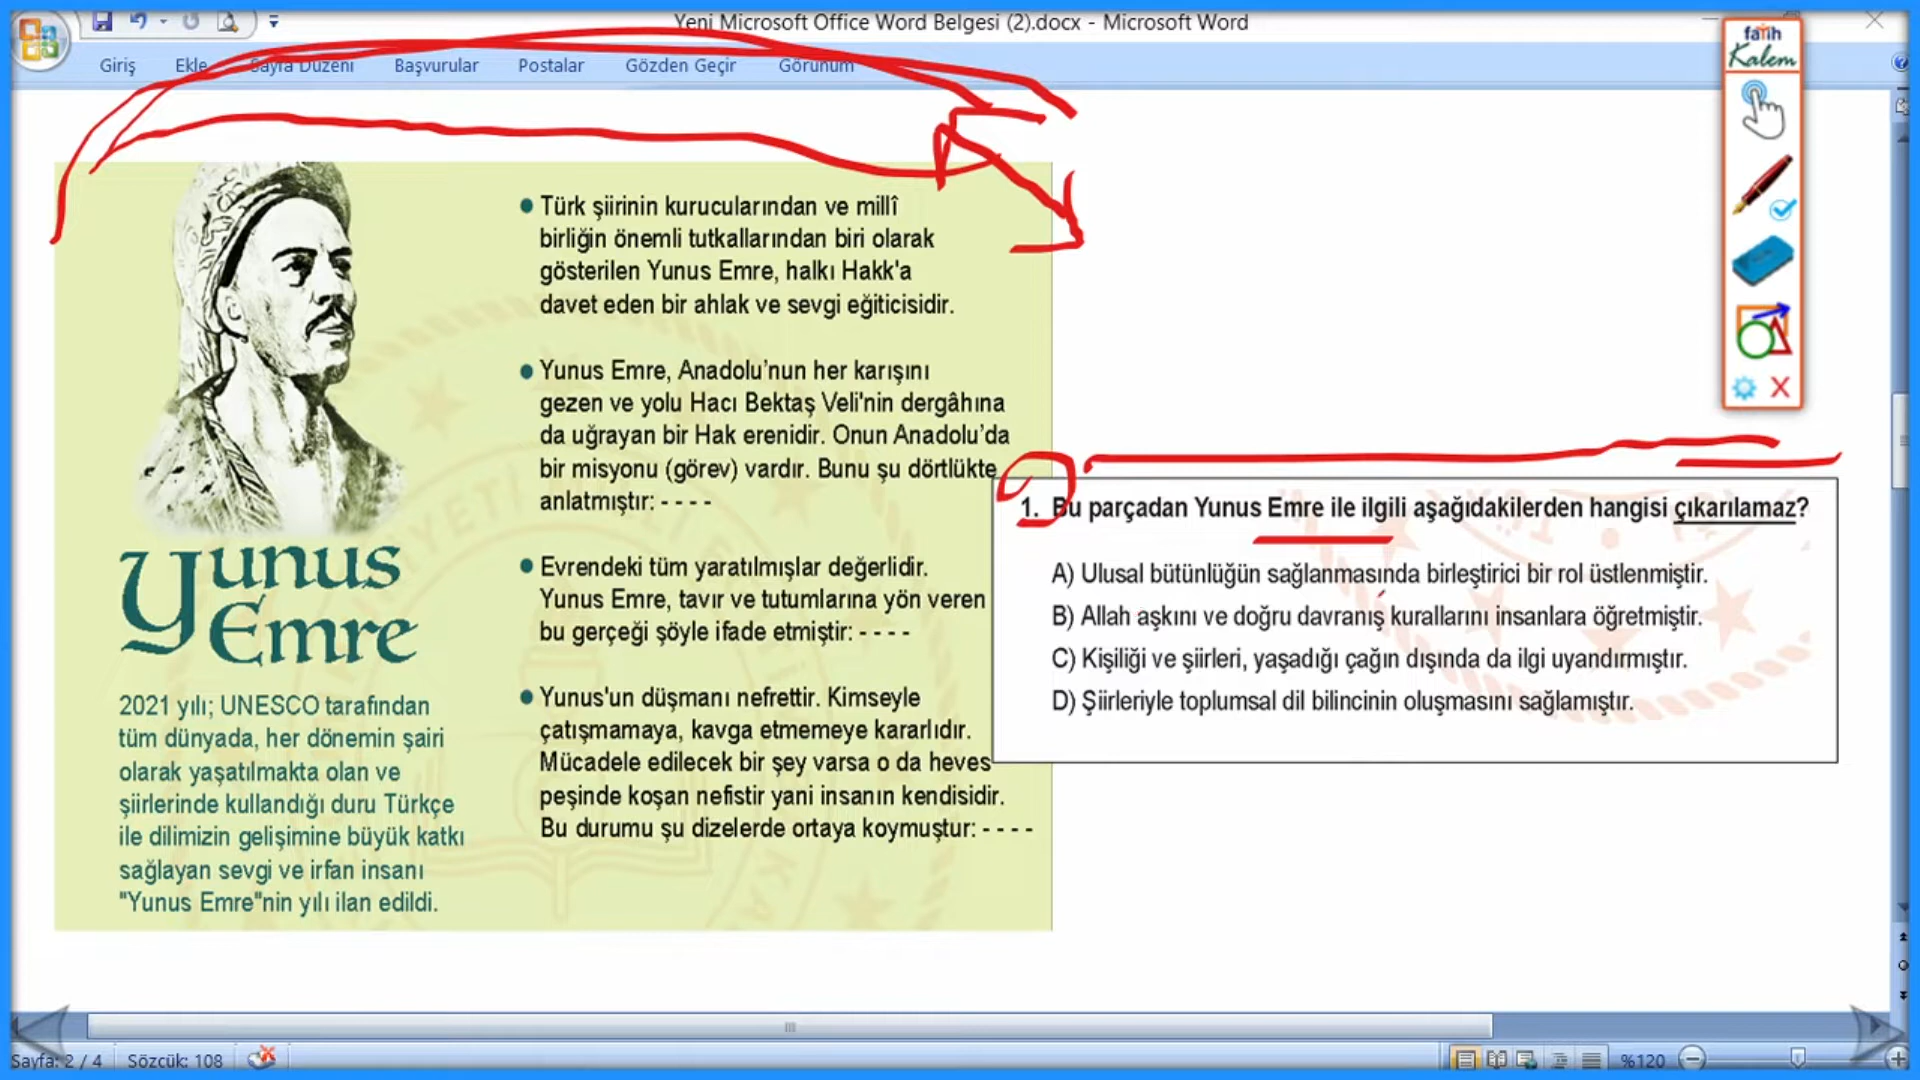 Yeni Microsoft Office Word Belgesi (2).docx - Microsoft Word
Giriş Ekle Sayfa Düzeni Başvurular Postalar Gözden Geçir Görünüm
fatih
Kalem
Türk şiirinin kurucularından ve millî
birliğin önemli tutkallarından biri olarak
gösterilen Yunus Emre, halkı Hakk'a
davet eden bir ahlak ve sevgi eğiticisidir.
Yunus Emre, Anadolu'nun her karışını
gezen ve yolu Hacı Bektaş Veli'nin dergâhına
da uğrayan bir Hak erenidir. Onun Anadolu'da
bir misyonu (görev) vardır. Bunu şu dörtlükte
anlatmıştır: - - - -
Evrendeki tüm yaratılmışlar değerlidir.
Yunus Emre, tavır ve tutumlarına yön veren
bu gerçeği şöyle ifade etmiştir: - - - -
Yunus'un düşmanı nefrettir. Kimseyle
çatışmamaya, kavga etmemeye kararlıdır.
Mücadele edilecek bir şey varsa o da heves
peşinde koşan nefistir yani insanın kendisidir.
Bu durumu şu dizelerde ortaya koymuştur: - - - -
Yunus
Emre
2021 yılı; UNESCO tarafından
tüm dünyada, her dönemin şairi
olarak yaşatılmakta olan ve
şiirlerinde kullandığı duru Türkçe
ile dilimizin gelişimine büyük katkı
sağlayan sevgi ve irfan insanı
"Yunus Emre"nin yılı ilan edildi.
1. Bu parçadan Yunus Emre ile ilgili aşağıdakilerden hangisi çıkarılamaz?
A) Ulusal bütünlüğün sağlanmasında birleştirici bir rol üstlenmiştir.
B) Allah aşkını ve doğru davranış kurallarını insanlara öğretmiştir.
C) Kişiliği ve şiirleri, yaşadığı çağın dışında da ilgi uyandırmıştır.
D) Şiirleriyle toplumsal dil bilincinin oluşmasını sağlamıştır.
Sayfa: 2 / 4 Sözcük: 108 %120